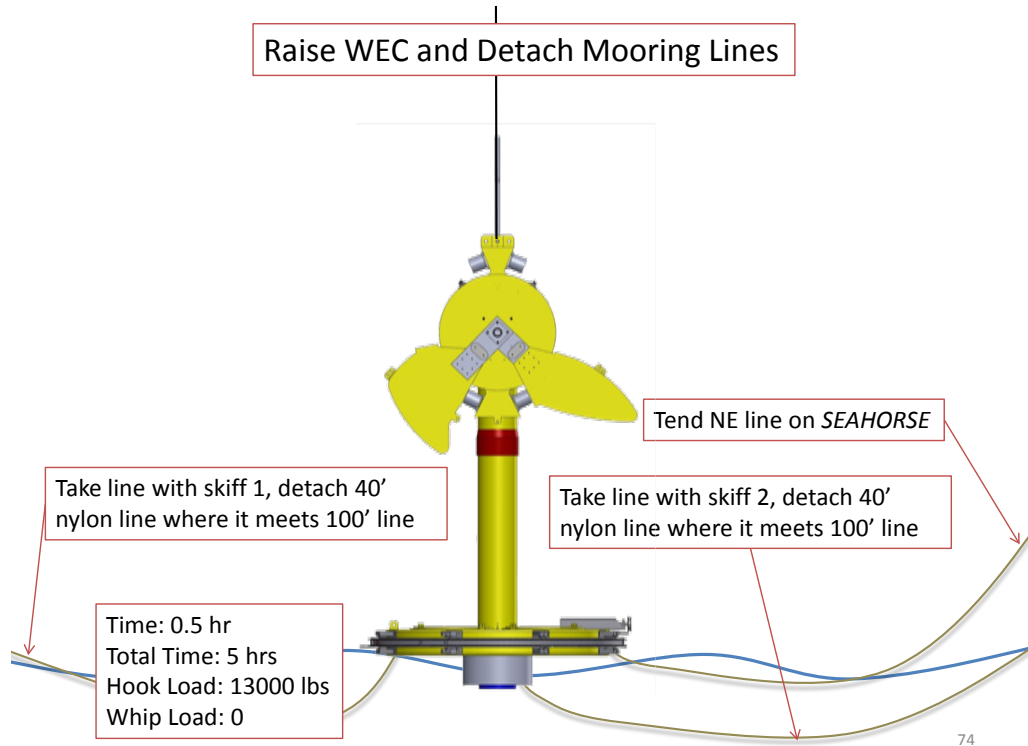 Raise WEC and Detach Mooring Lines
Tend NE line on SEAHORSE
Take line with skiff 1, detach 40’
nylon line where it meets 100’ line
Take line with skiff 2, detach 40’
nylon line where it meets 100’ line
Time: 0.5 hr
Total Time: 5 hrs
Hook Load: 13000 lbs
Whip Load: 0
74